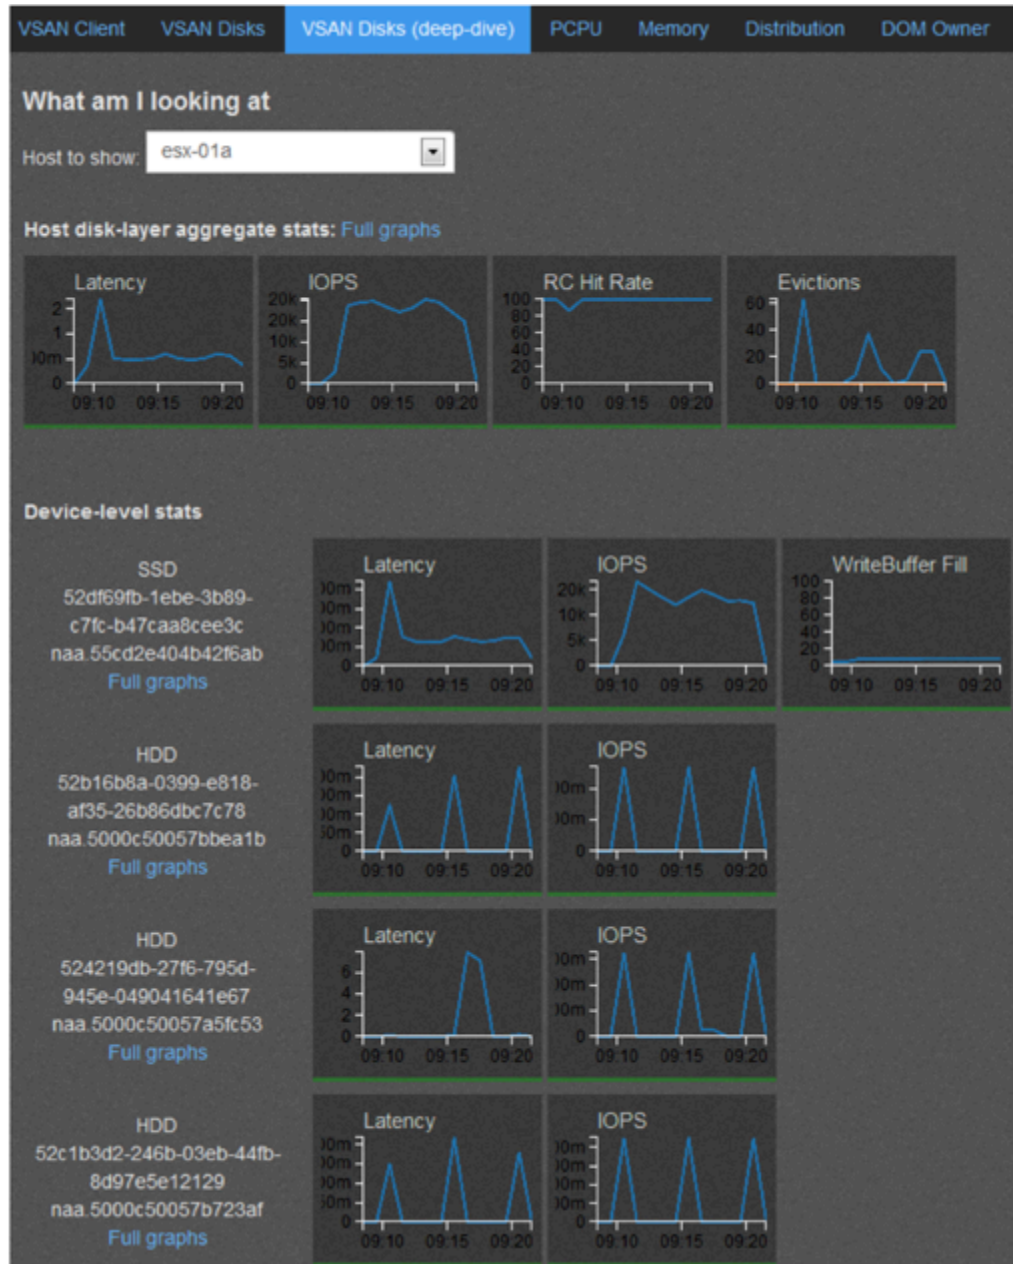 VSAN Client VSAN Disks VSAN Disks (deep-dive) PCPU Memory Distribution DOM Owner
What am I looking at
Host to show: esx-01a
Host disk-layer aggregate stats: Full graphs
Latency IOPS RC Hit Rate Evictions
2 20k 100 60
1 20k 80 40
10k 60 20
5k 40 0
0 0 20
0
09:10 09:15 09:20 09:10 09:15 09:20 09:10 09:15 09:20 09:10 09:15 09:20
Device-level stats
SSD
52df69fb-1ebe-3b89-
c7fc-b47caa8cee3c
naa.55cd2e404b42f6ab
Full graphs
Latency IOPS WriteBuffer Fill
20k 100
10k 80
5k 60
0 0 40
20
0
09:10 09:15 09:20 09:10 09:15 09:20 09:10 09:15 09:20
HDD
52b16b8a-0399-e818-
af35-26b86dbc7c78
naa.5000c50057bbea1b
Full graphs
Latency IOPS
0 0
09:10 09:15 09:20 09:10 09:15 09:20
HDD
524219db-27f6-795d-
945e-049041641e67
naa.5000c50057a5fc53
Full graphs
Latency IOPS
6
4
2
0 0
09:10 09:15 09:20 09:10 09:15 09:20
HDD
52c1b3d2-246b-03eb-44fb-
8d97e5e12129
naa.5000c50057b723af
Full graphs
Latency IOPS
0 0
09:10 09:15 09:20 09:10 09:15 09:20